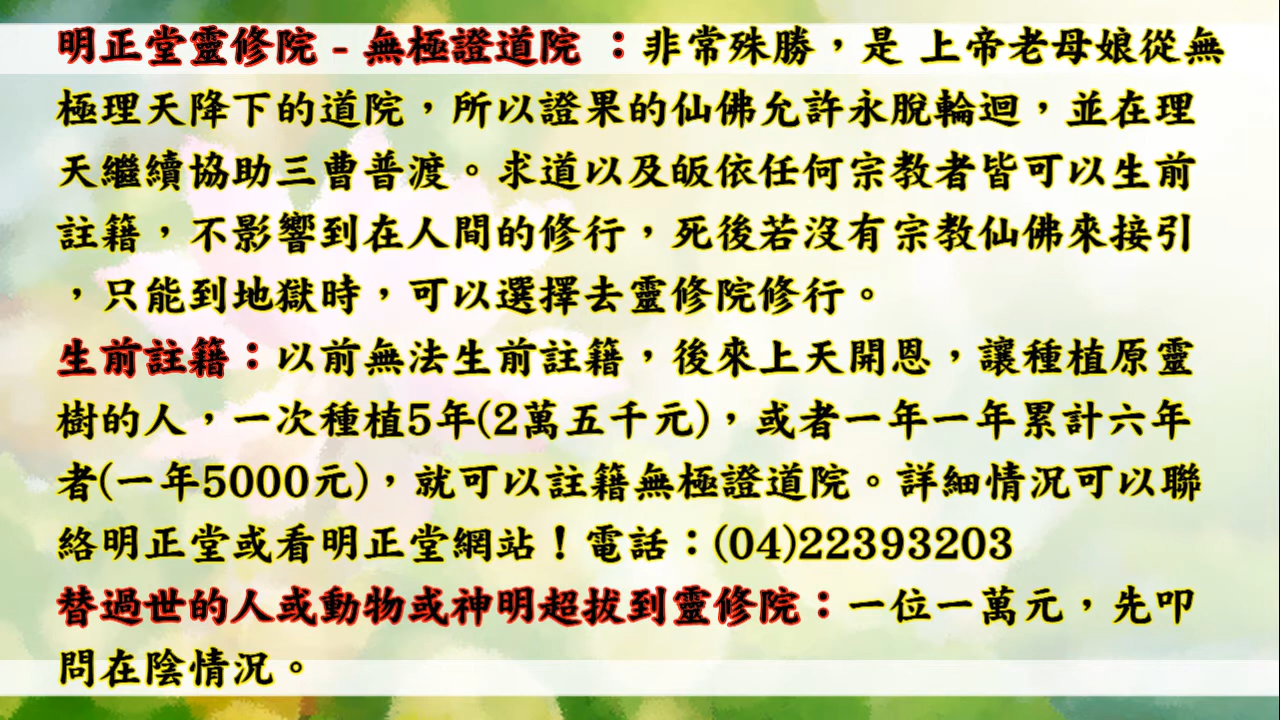 明正堂靈修院 - 無極證道院 ：非常殊勝，是 上帝老母娘從無
極理天降下的道院，所以證果的仙佛允許永脫輪迴，並在理
天繼續協助三曹普渡。求道以及皈依任何宗教者皆可以生前
註籍，不影響到在人間的修行，死後若沒有宗教仙佛來接引
，只能到地獄時，可以選擇去靈修院修行。
生前註籍：以前無法生前註籍，後來上天開恩，讓種植原靈
樹的人，一次種植5年(2萬五千元)，或者一年一年累計六年
者(一年5000元)，就可以註籍無極證道院。詳細情況可以聯
絡明正堂或看明正堂網站！電話：(04)22393203
替過世的人或動物或神明超拔到靈修院：一位一萬元，先叩
問在陰情況。